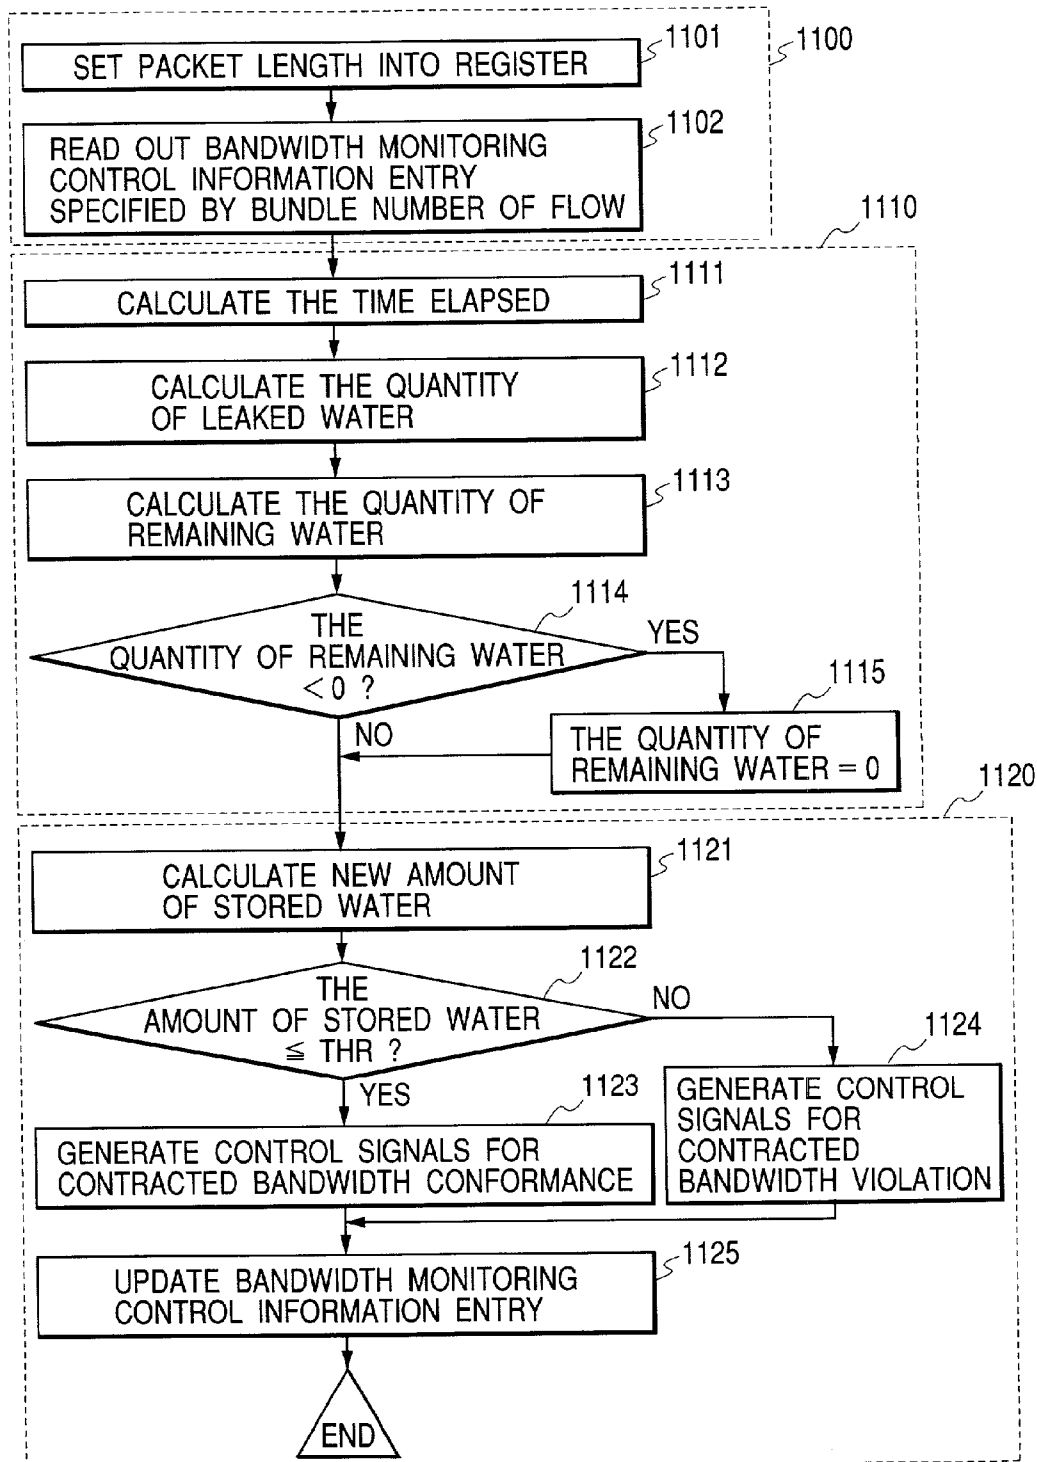 1101
1100
SET PACKET LENGTH INTO REGISTER
1102
READ OUT BANDWIDTH MONITORING
CONTROL INFORMATION ENTRY
SPECIFIED BY BUNDLE NUMBER OF FLOW
1110
1111
CALCULATE THE TIME ELAPSED
1112
CALCULATE THE QUANTITY
OF LEAKED WATER
1113
CALCULATE THE QUANTITY OF
REMAINING WATER
1114
THE
QUANTITY OF REMAINING WATER
< 0 ?
YES
1115
NO
THE QUANTITY OF
REMAINING WATER = 0
1120
1121
CALCULATE NEW AMOUNT
OF STORED WATER
1122
THE
AMOUNT OF STORED WATER
≦ THR ?
NO
1124
YES
1123
GENERATE CONTROL
SIGNALS FOR
CONTRACTED
BANDWIDTH VIOLATION
GENERATE CONTROL SIGNALS FOR
CONTRACTED BANDWIDTH CONFORMANCE
1125
UPDATE BANDWIDTH MONITORING
CONTROL INFORMATION ENTRY
END